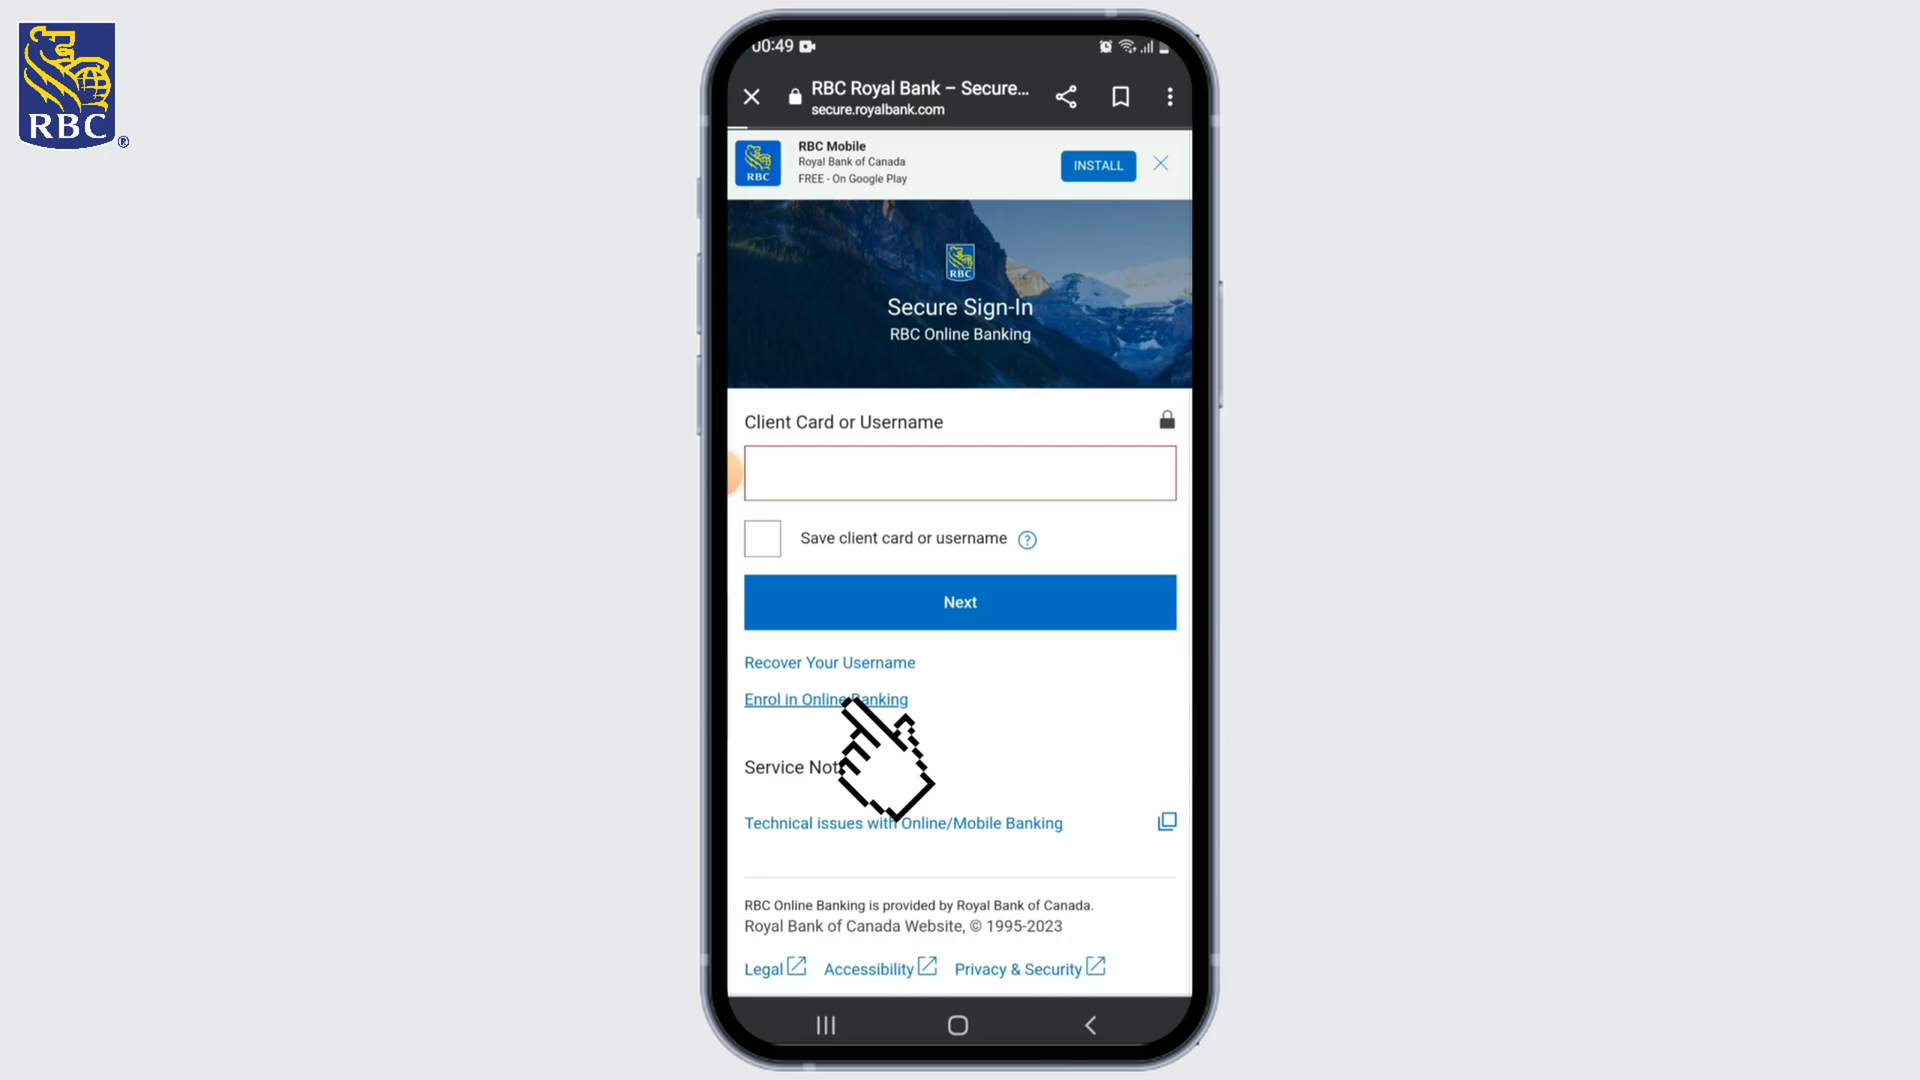 RBC
®
00:49
RBC Royal Bank – Secure...
secure.royalbank.com
RBC
RBC Mobile
Royal Bank of Canada
FREE - On Google Play
INSTALL
RBC
Secure Sign-In
RBC Online Banking
Client Card or Username
Save client card or username ?
Next
Recover Your Username
Enrol in Online Banking
Service Not
Technical issues with Online/Mobile Banking
RBC Online Banking is provided by Royal Bank of Canada.
Royal Bank of Canada Website, © 1995-2023
Legal Accessibility Privacy & Security